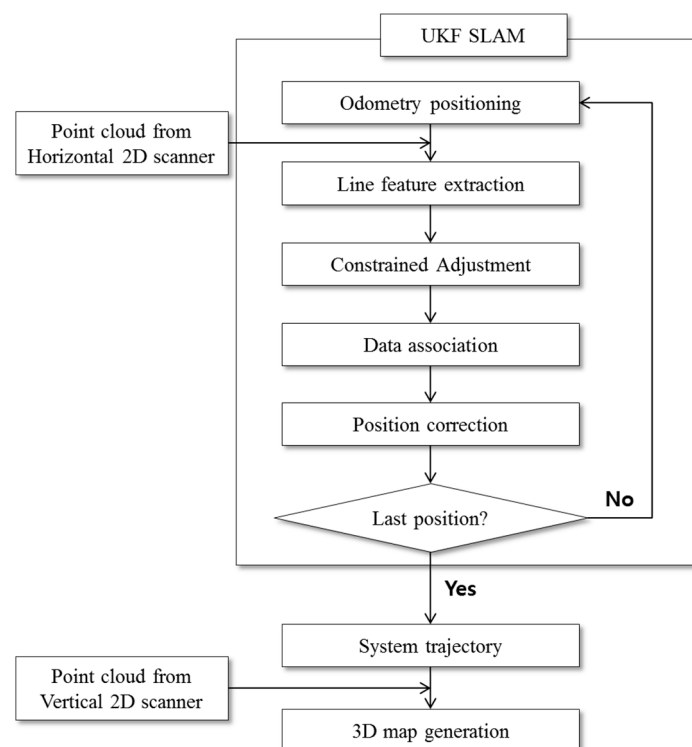 UKF SLAM
Odometry positioning
Point cloud from
Horizontal 2D scanner
Line feature extraction
Constrained Adjustment
Data association
Position correction
Last position?
No
Yes
System trajectory
Point cloud from
Vertical 2D scanner
3D map generation